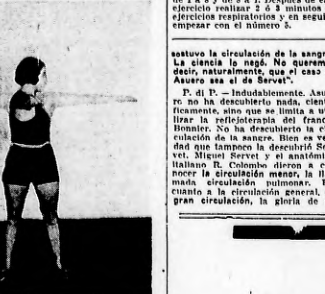 de 1 a 8 y de 8 a 1. Después de e
ejercicio realizar 2 ó 3 minutos
ejercicios respiratorios y en segui
empezar con el número 5.
sostuvo la circulación de la sangre
La ciencia lo negó. No querem
decir, naturalmente, que el caso
Asuero sea el de Servet".
P. di P. — Indudablemente. Asu
ro no ha descubierto nada, cient
ficamente, sino que se limita a ut
lizar la reflejoterapia del franc
Bonnier. No ha descubierto la ci
culación de la sangre. Bien es ve
dad que tampoco la descubrió Se
vet. Miguel Servet y el anatómi
italiano R. Colombo dieron a c
nocer la circulación menor, la ll
mada circulación pulmonar.
cuanto a la circulación general,
gran circulación, la gloria de